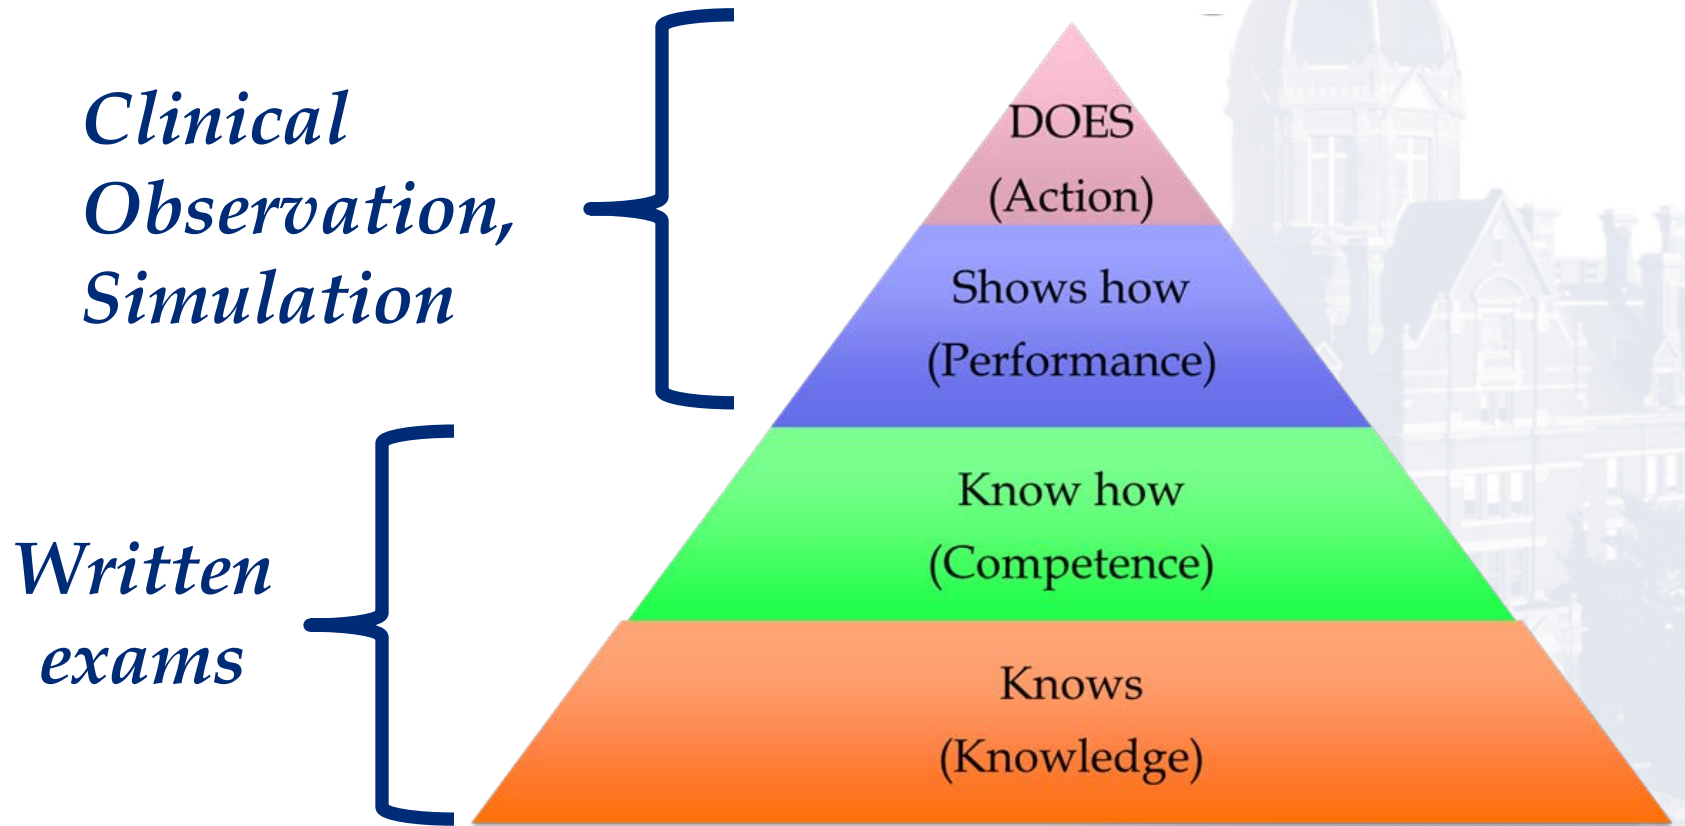 Clinical
Observation,
Simulation
DOES
(Action)
Shows how
(Performance)
Written
exams
Know how
(Competence)
Knows
(Knowledge)